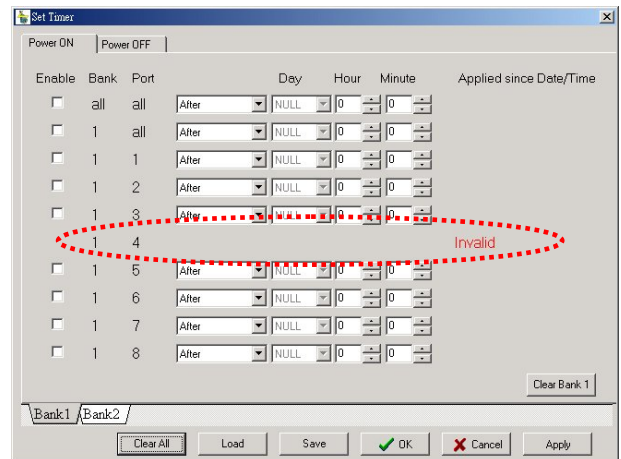 Set Timer
Power ON Power OFF
Enable Bank Port Day Hour Minute Applied since Date/Time
all all After NULL 0 0
1 all After NULL 0 0
1 1 After NULL 0 0
1 2 After NULL 0 0
1 3 After NULL 0 0
1 4 Invalid
1 5 After NULL 0 0
1 6 After NULL 0 0
1 7 After NULL 0 0
1 8 After NULL 0 0
Clear Bank 1
Bank1 Bank2
Clear All Load Save OK Cancel Apply